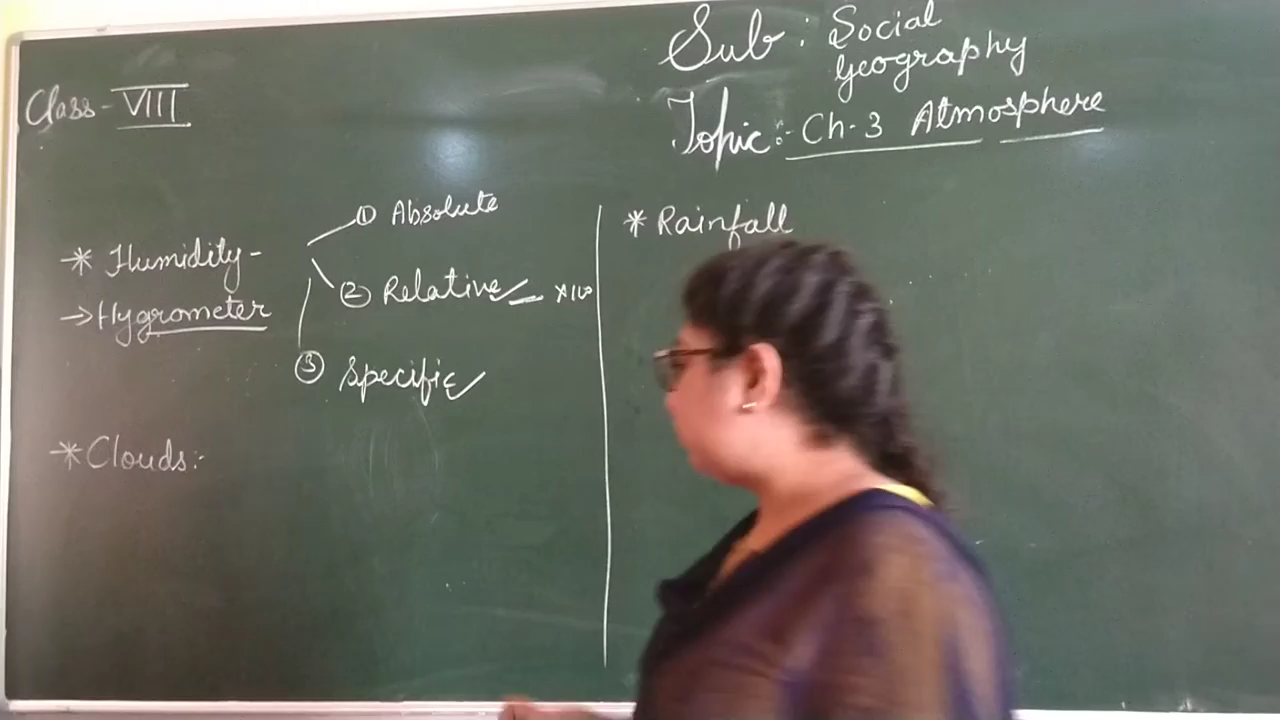 Sub : Social
Geography
Class - VIII
Topic :- Ch-3 Atmosphere
① Absolute
* Humidity -
② Relative ×100
→ Hygrometer
③ Specific
* Clouds :-
* Rainfall